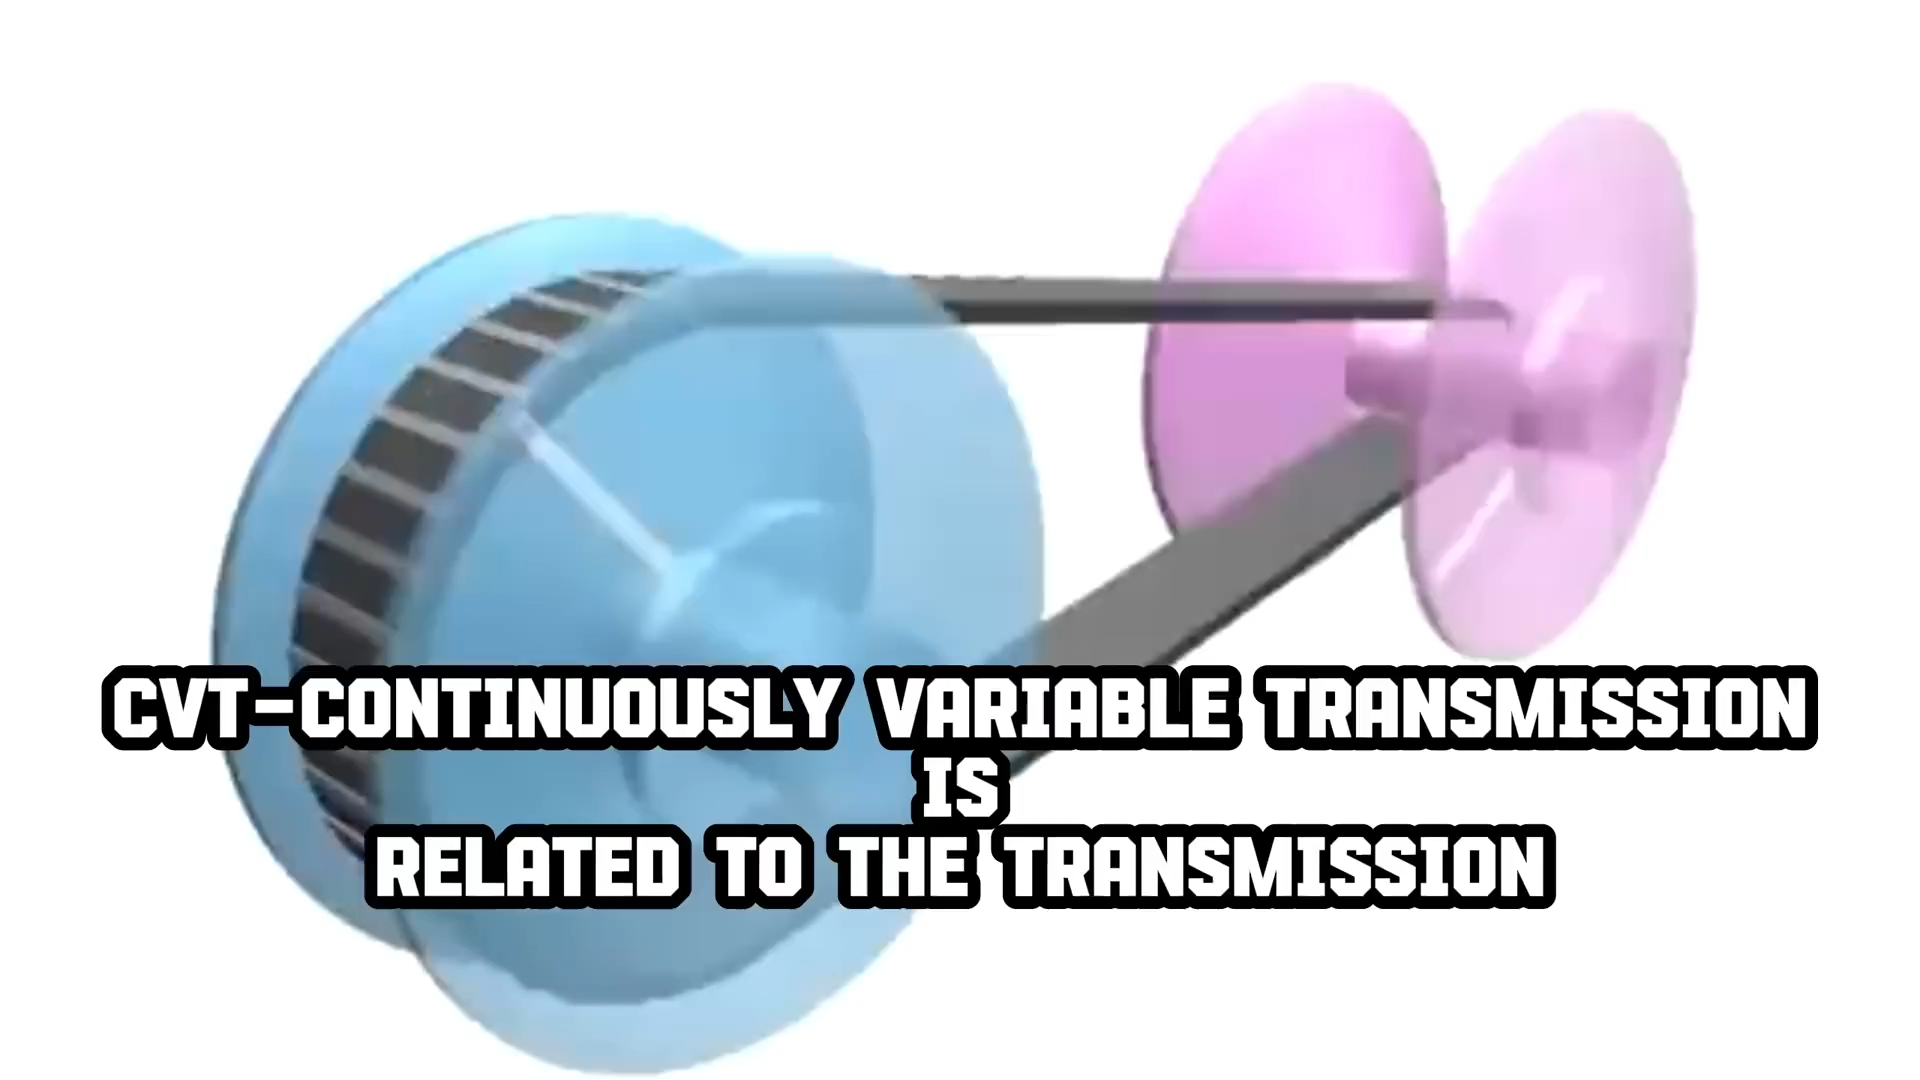 CVT-CONTINUOUSLY VARIABLE TRANSMISSION
IS
RELATED TO THE TRANSMISSION